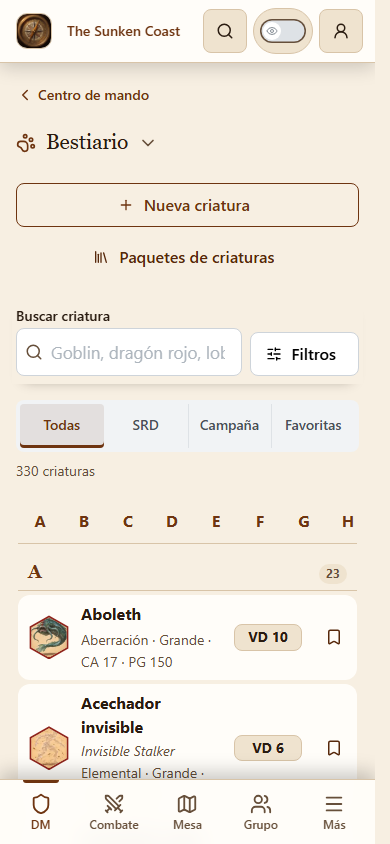 The Sunken Coast
Centro de mando
Bestiario
Nueva criatura
Paquetes de criaturas
Buscar criatura
Goblin, dragón rojo, lob
Filtros
Todas
SRD
Campaña
Favoritas
330 criaturas
A B C D E F G H
A
23
Aboleth
Aberración · Grande ·
CA 17 · PG 150
VD 10
Acechador
invisible
Invisible Stalker
Elemental · Grande ·
VD 6
DM
Combate
Mesa
Grupo
Más